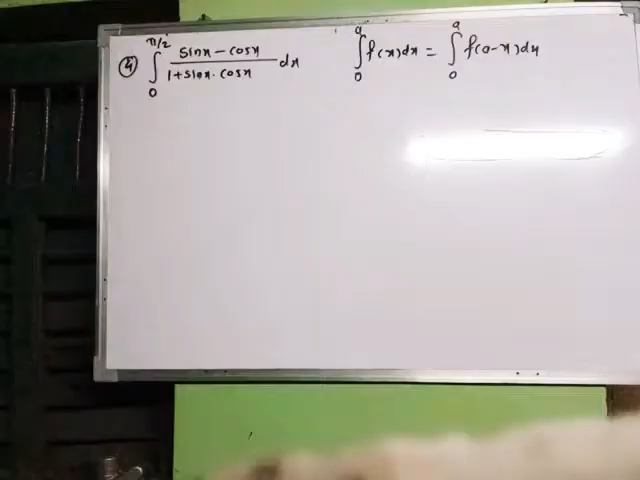 ④ ∫₀^π/2 (sinx - cosx)/(1+sinx·cosx) dx
∫₀^a f(x)dx = ∫₀^a f(a-x)dx